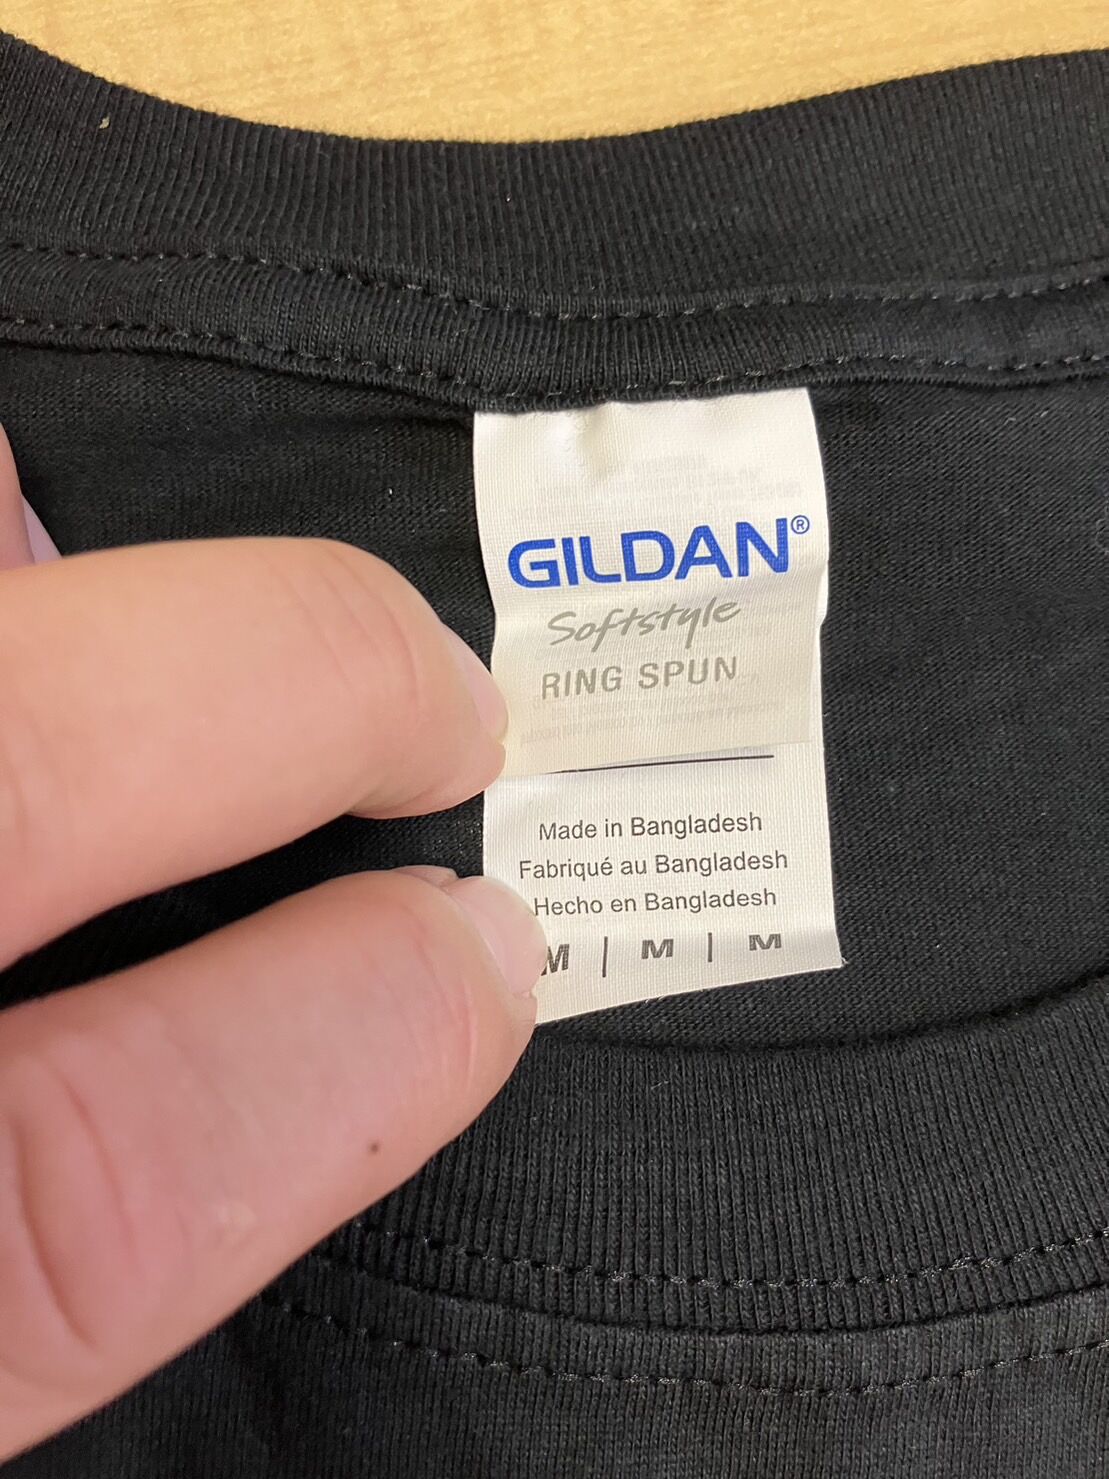 GILDAN®
Softstyle
RING SPUN
Made in Bangladesh
Fabriqué au Bangladesh
Hecho en Bangladesh
M | M | M